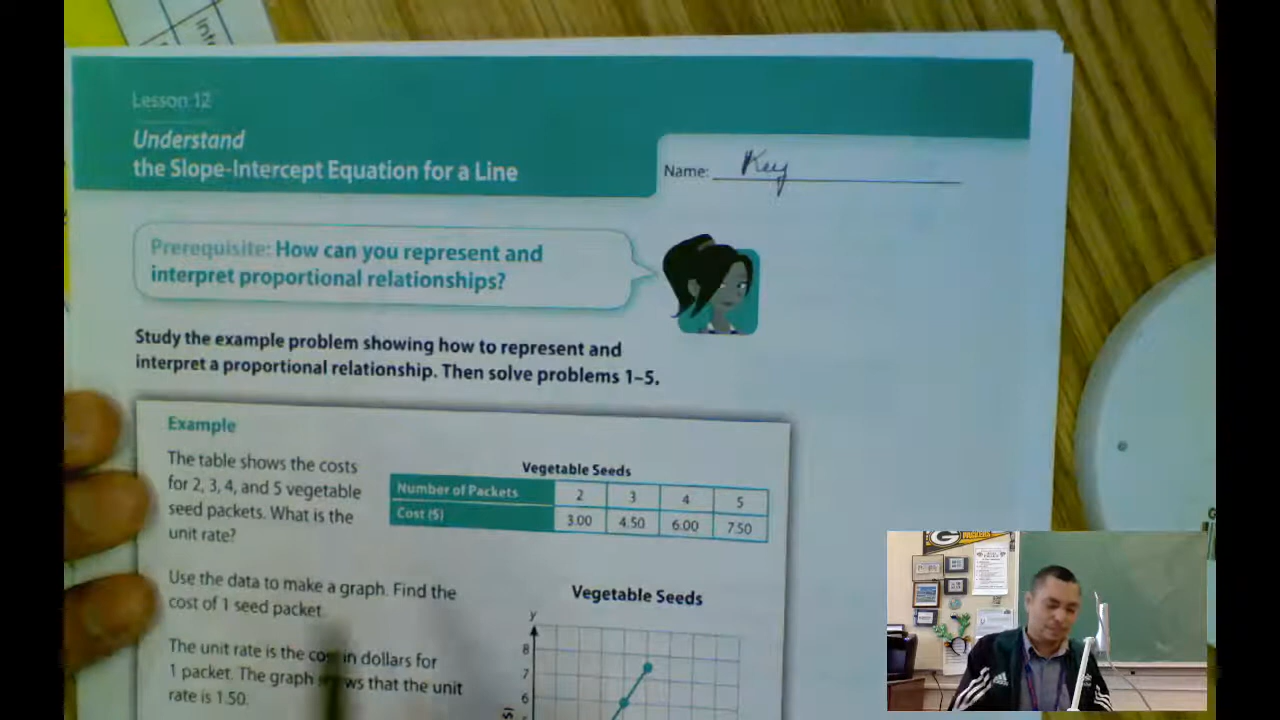 Lesson 12
Understand
the Slope-Intercept Equation for a Line
Name: Key
Prerequisite: How can you represent and
interpret proportional relationships?
Study the example problem showing how to represent and
interpret a proportional relationship. Then solve problems 1–5.
Example
The table shows the costs
for 2, 3, 4, and 5 vegetable
seed packets. What is the
unit rate?
Vegetable Seeds
Number of Packets 2 3 4 5
Cost ($) 3.00 4.50 6.00 7.50
Use the data to make a graph. Find the
cost of 1 seed packet.
The unit rate is the cost in dollars for
1 packet. The graph shows that the unit
rate is 1.50.
Vegetable Seeds
y
8
7
6
G
PACKERS